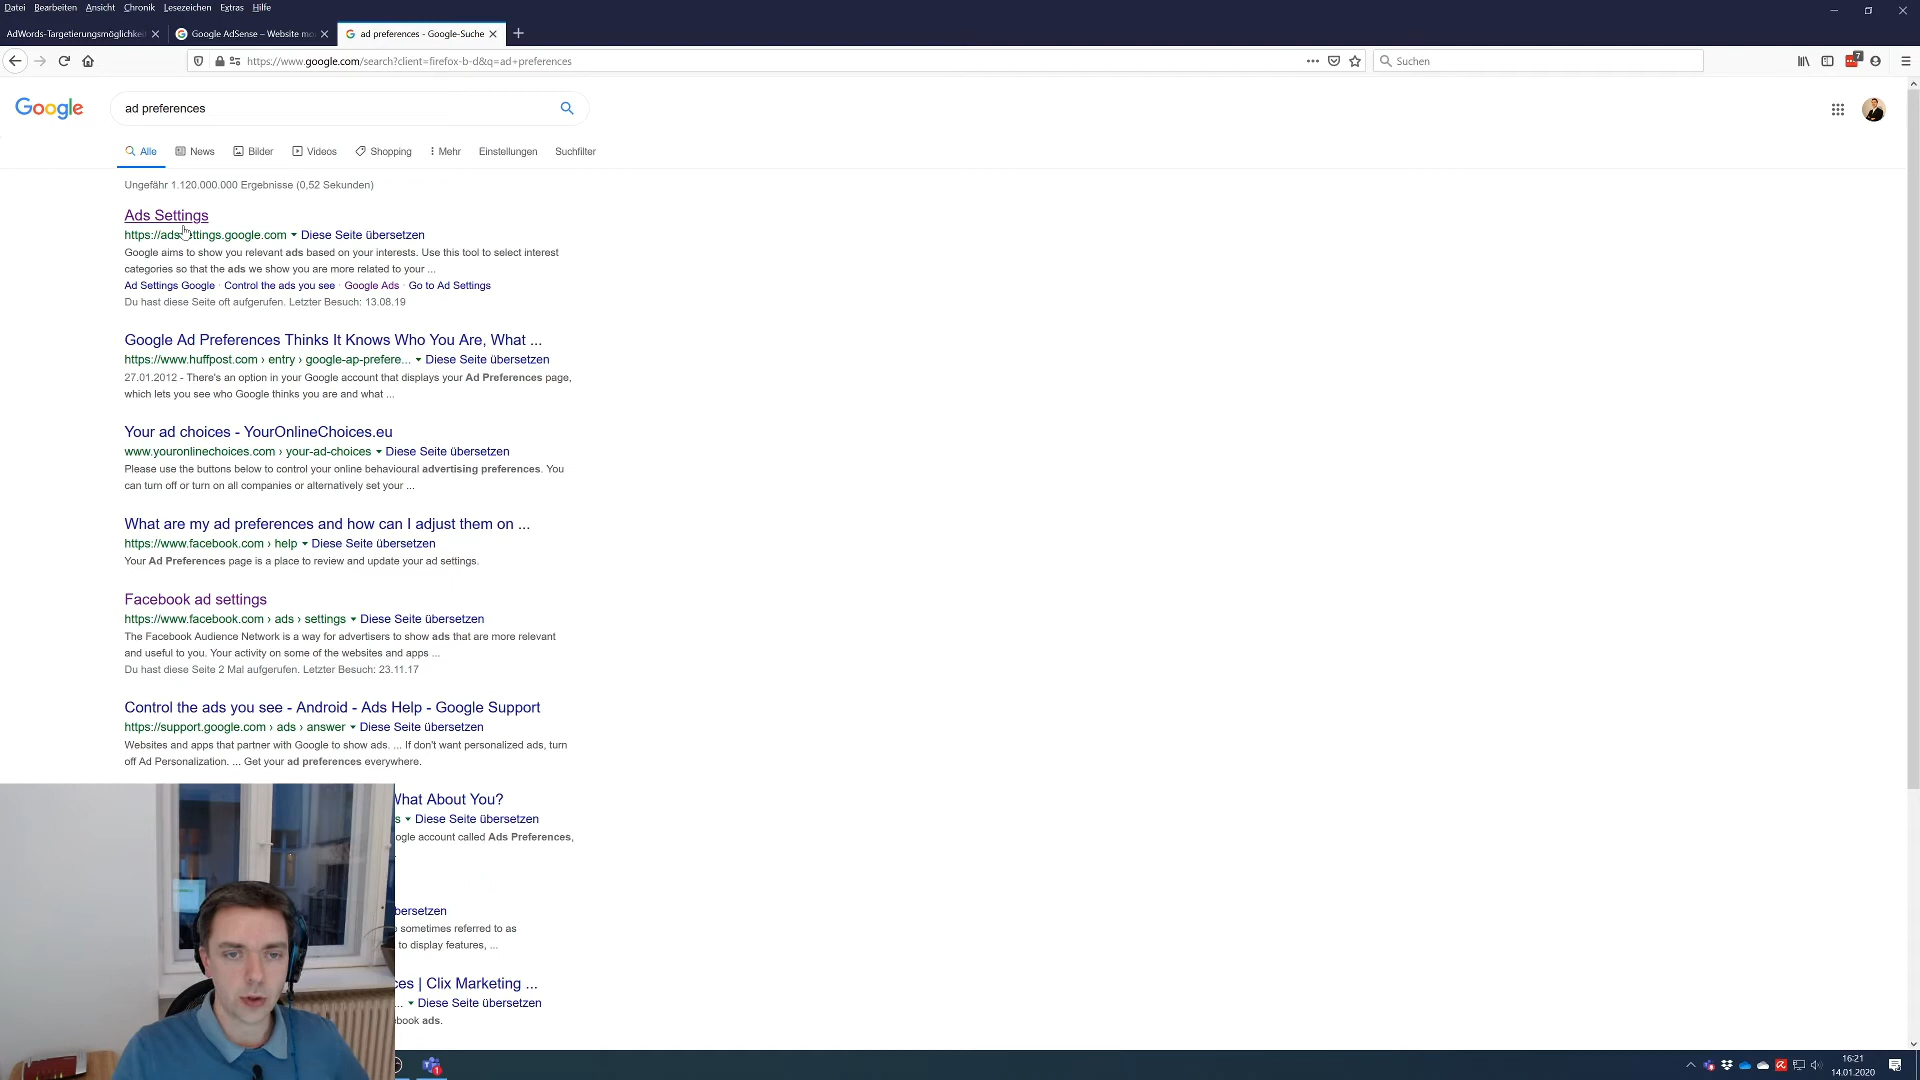 Datei Bearbeiten Ansicht Chronik Lesezeichen Extras Hilfe
AdWords-Targetierungsmöglichkei
Google AdSense – Website mo
ad preferences - Google-Suche
https://www.google.com/search?client=firefox-b-d&q=ad+preferences
Suchen
7
Google
ad preferences
Alle News Bilder Videos Shopping Mehr Einstellungen Suchfilter
Ungefähr 1.120.000.000 Ergebnisse (0,52 Sekunden)
Ads Settings
https://adssettings.google.com Diese Seite übersetzen
Google aims to show you relevant ads based on your interests. Use this tool to select interest
categories so that the ads we show you are more related to your ...
Ad Settings Google · Control the ads you see · Google Ads · Go to Ad Settings
Du hast diese Seite oft aufgerufen. Letzter Besuch: 13.08.19
Google Ad Preferences Thinks It Knows Who You Are, What ...
https://www.huffpost.com › entry › google-ap-prefere... Diese Seite übersetzen
27.01.2012 - There's an option in your Google account that displays your Ad Preferences page,
which lets you see who Google thinks you are and what ...
Your ad choices - YourOnlineChoices.eu
www.youronlinechoices.com › your-ad-choices Diese Seite übersetzen
Please use the buttons below to control your online behavioural advertising preferences. You
can turn off or turn on all companies or alternatively set your ...
What are my ad preferences and how can I adjust them on ...
https://www.facebook.com › help Diese Seite übersetzen
Your Ad Preferences page is a place to review and update your ad settings.
Facebook ad settings
https://www.facebook.com › ads › settings Diese Seite übersetzen
The Facebook Audience Network is a way for advertisers to show ads that are more relevant
and useful to you. Your activity on some of the websites and apps ...
Du hast diese Seite 2 Mal aufgerufen. Letzter Besuch: 23.11.17
Control the ads you see - Android - Ads Help - Google Support
https://support.google.com › ads › answer Diese Seite übersetzen
Websites and apps that partner with Google to show ads. ... If don't want personalized ads, turn
off Ad Personalization. ... Get your ad preferences everywhere.
What About You?
s Diese Seite übersetzen
ogle account called Ads Preferences,
bersetzen
sometimes referred to as
to display features, ...
ces | Clix Marketing ...
... Diese Seite übersetzen
book ads.
1
16:21
14.01.2020